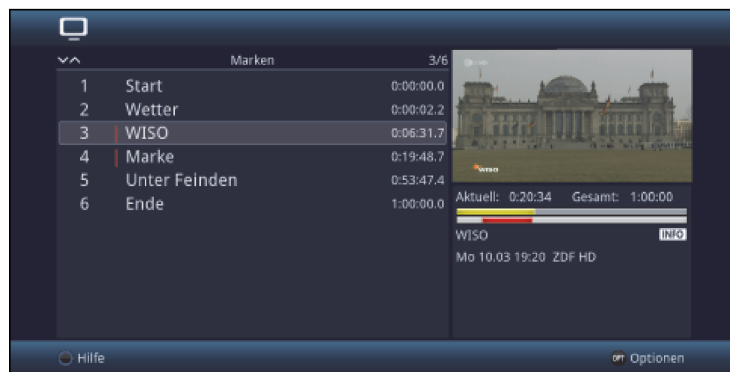 Marken 3/6
1 Start 0:00:00.0
2 Wetter 0:00:02.2
3 WISO 0:06:31.7
4 Marke 0:19:48.7
5 Unter Feinden 0:53:47.4
6 Ende 1:00:00.0
WISO
Aktuell: 0:20:34 Gesamt: 1:00:00
WISO INFO
Mo 10.03 19:20 ZDF HD
Hilfe
OPT Optionen